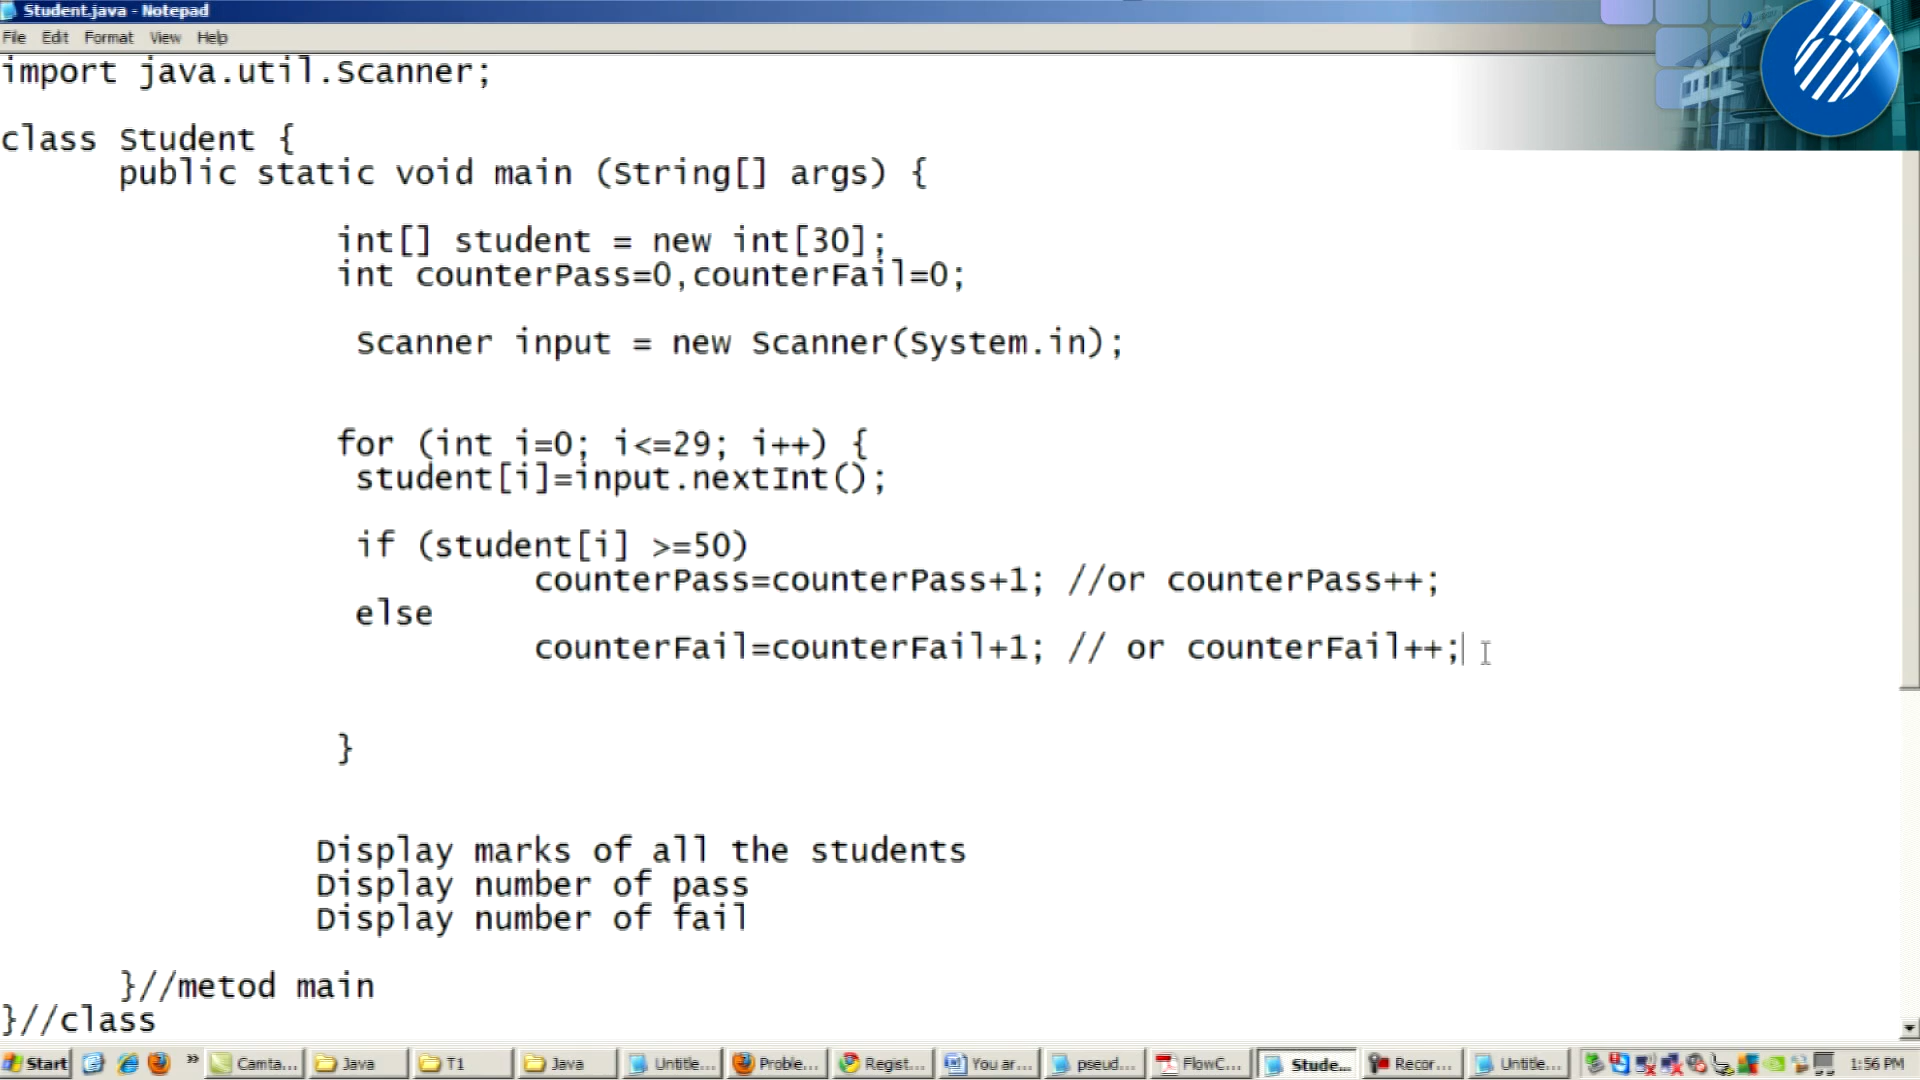 Student.java - Notepad
File Edit Format View Help
import java.util.Scanner;
class Student {
public static void main (String[] args) {
int[] student = new int[30];
int counterPass=0,counterFail=0;
Scanner input = new Scanner(System.in);
for (int i=0; i<=29; i++) {
student[i]=input.nextInt();
if (student[i] >=50)
counterPass=counterPass+1; //or counterPass++;
else
counterFail=counterFail+1; // or counterFail++;
}
Display marks of all the students
Display number of pass
Display number of fail
}//metod main
}//class
Start » Camta... Java T1 Java Untitle... Proble... Regist... You ar... pseud... FlowC... Stude... Recor... Untitle... 1:56 PM